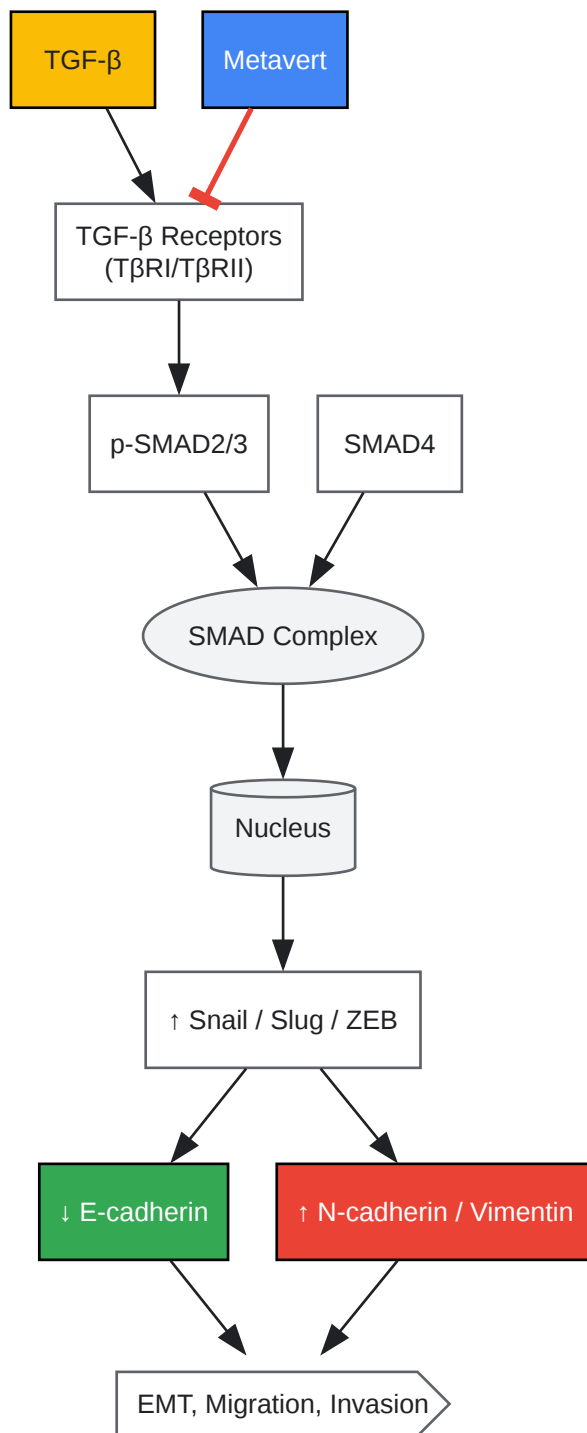 TGF-β
Metavert
TGF-β Receptors
(TβRI/TβRII)
p-SMAD2/3
SMAD4
SMAD Complex
Nucleus
↑ Snail / Slug / ZEB
↓ E-cadherin
↑ N-cadherin / Vimentin
EMT, Migration, Invasion